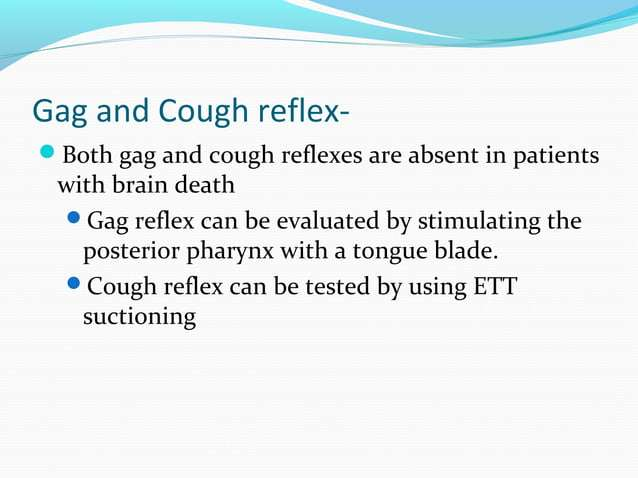 Gag and Cough reflex-
Both gag and cough reflexes are absent in patients
with brain death
Gag reflex can be evaluated by stimulating the
posterior pharynx with a tongue blade.
Cough reflex can be tested by using ETT
suctioning